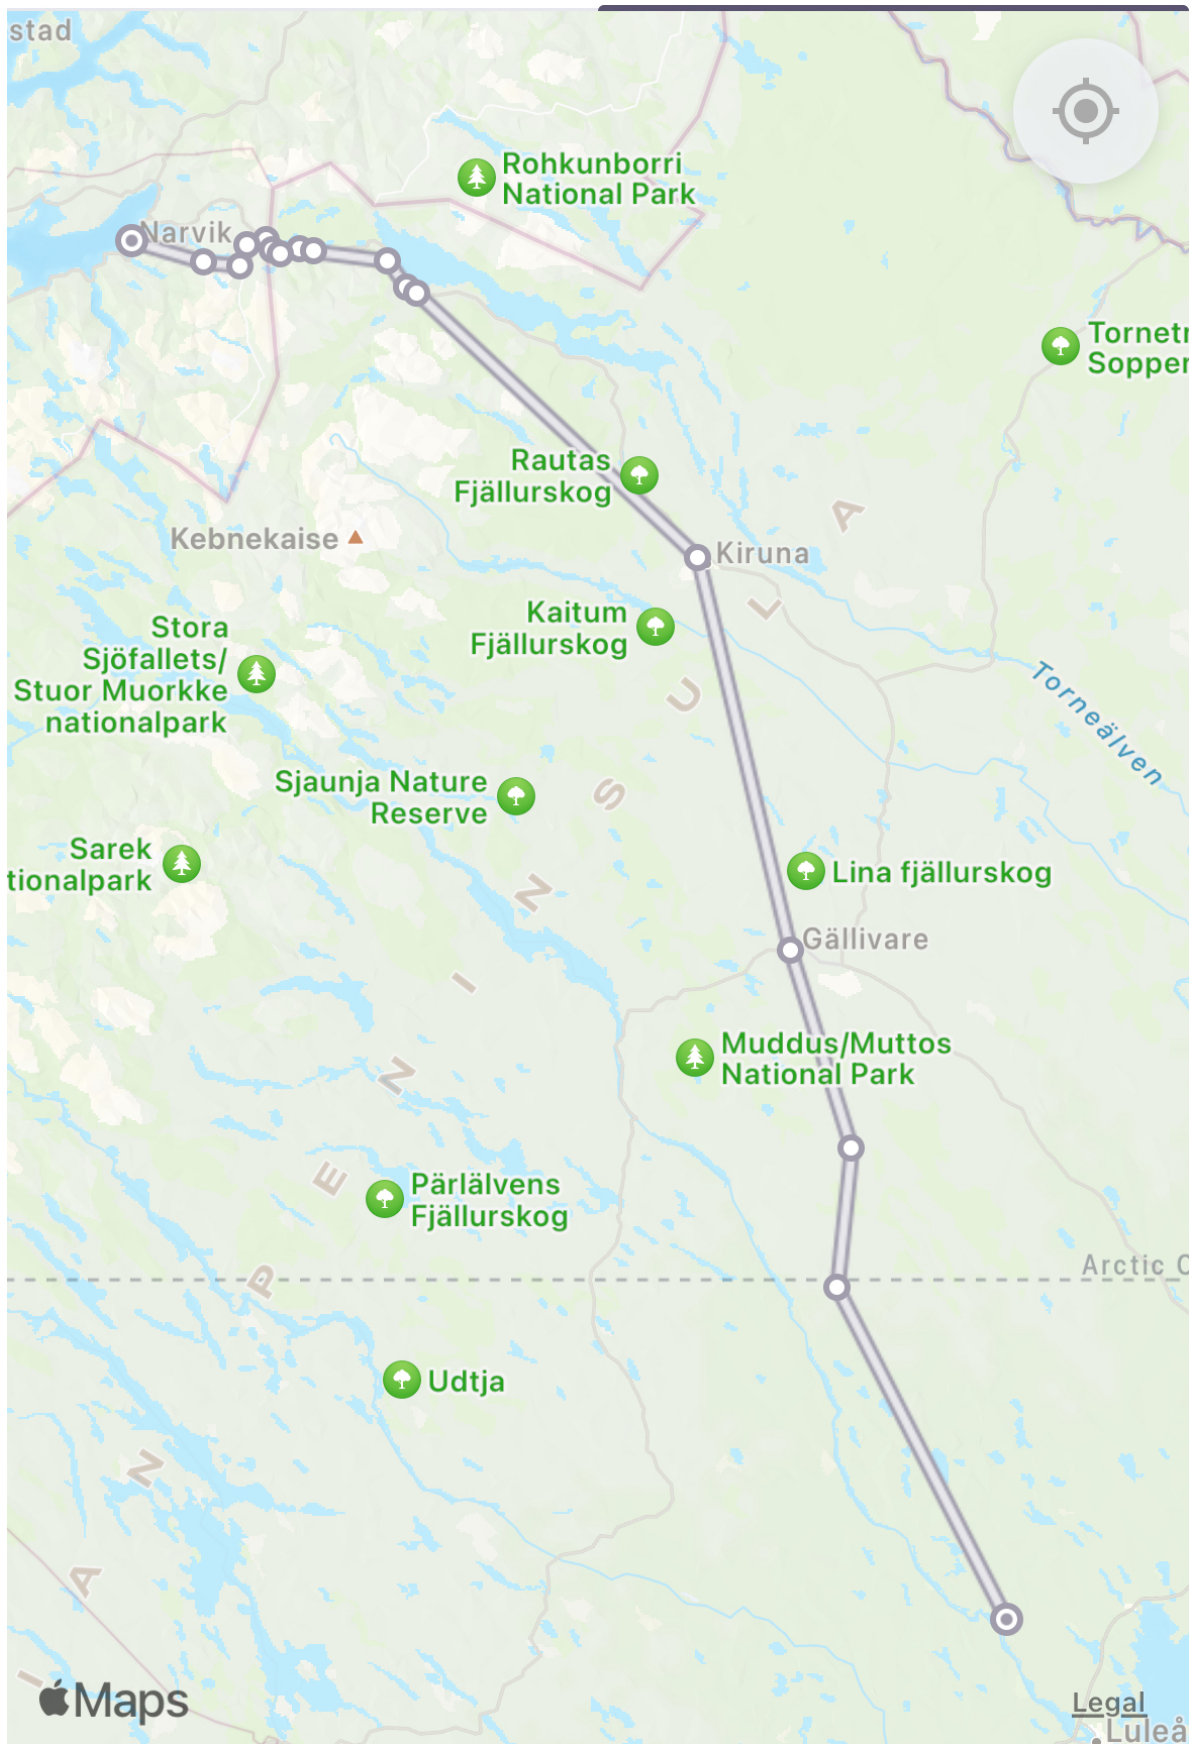 stad
Rohkunborri
National Park
Narvik
Tornetr
Sopper
Rautas
Fjällurskog
A
Kebnekaise
Kiruna
L
Kaitum
Fjällurskog
Stora
Sjöfallets/
Stuor Muorkke
nationalpark
U
Torneälven
Sjaunja Nature
Reserve
S
Sarek
tionalpark
Lina fjällurskog
N
Gällivare
I
Muddus/Muttos
National Park
N
E
Pärlälvens
Fjällurskog
P
Arctic C
Udtja
N
A
I
Maps
Legal
Luleå